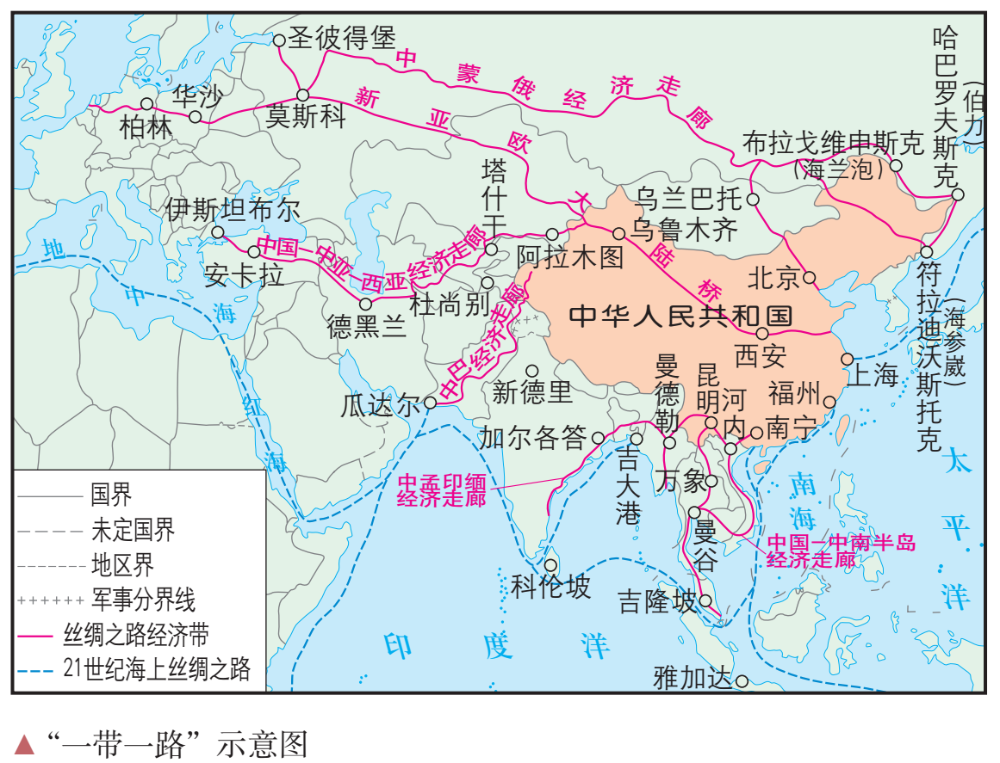 圣彼得堡
中蒙俄经济走廊
哈巴罗夫斯克
(伯力)
华沙
柏林
莫斯科
新亚欧大陆桥
布拉戈维申斯克
(海兰泡)
塔什干
乌兰巴托
伊斯坦布尔
乌鲁木齐
地中海
中国—中亚—西亚经济走廊
阿拉木图
安卡拉
北京
符拉迪沃斯托克
(海参崴)
杜尚别
中华人民共和国
德黑兰
中巴经济走廊
西安
上海
曼德勒
昆明
瓜达尔
新德里
河内
福州
红海
加尔各答
南宁
吉大港
万象
中孟印缅
经济走廊
南海
太平洋
曼谷
中国—中南半岛
经济走廊
科伦坡
吉隆坡
印度洋
雅加达
国界
未定国界
地区界
军事分界线
丝绸之路经济带
21世纪海上丝绸之路
▲“一带一路”示意图